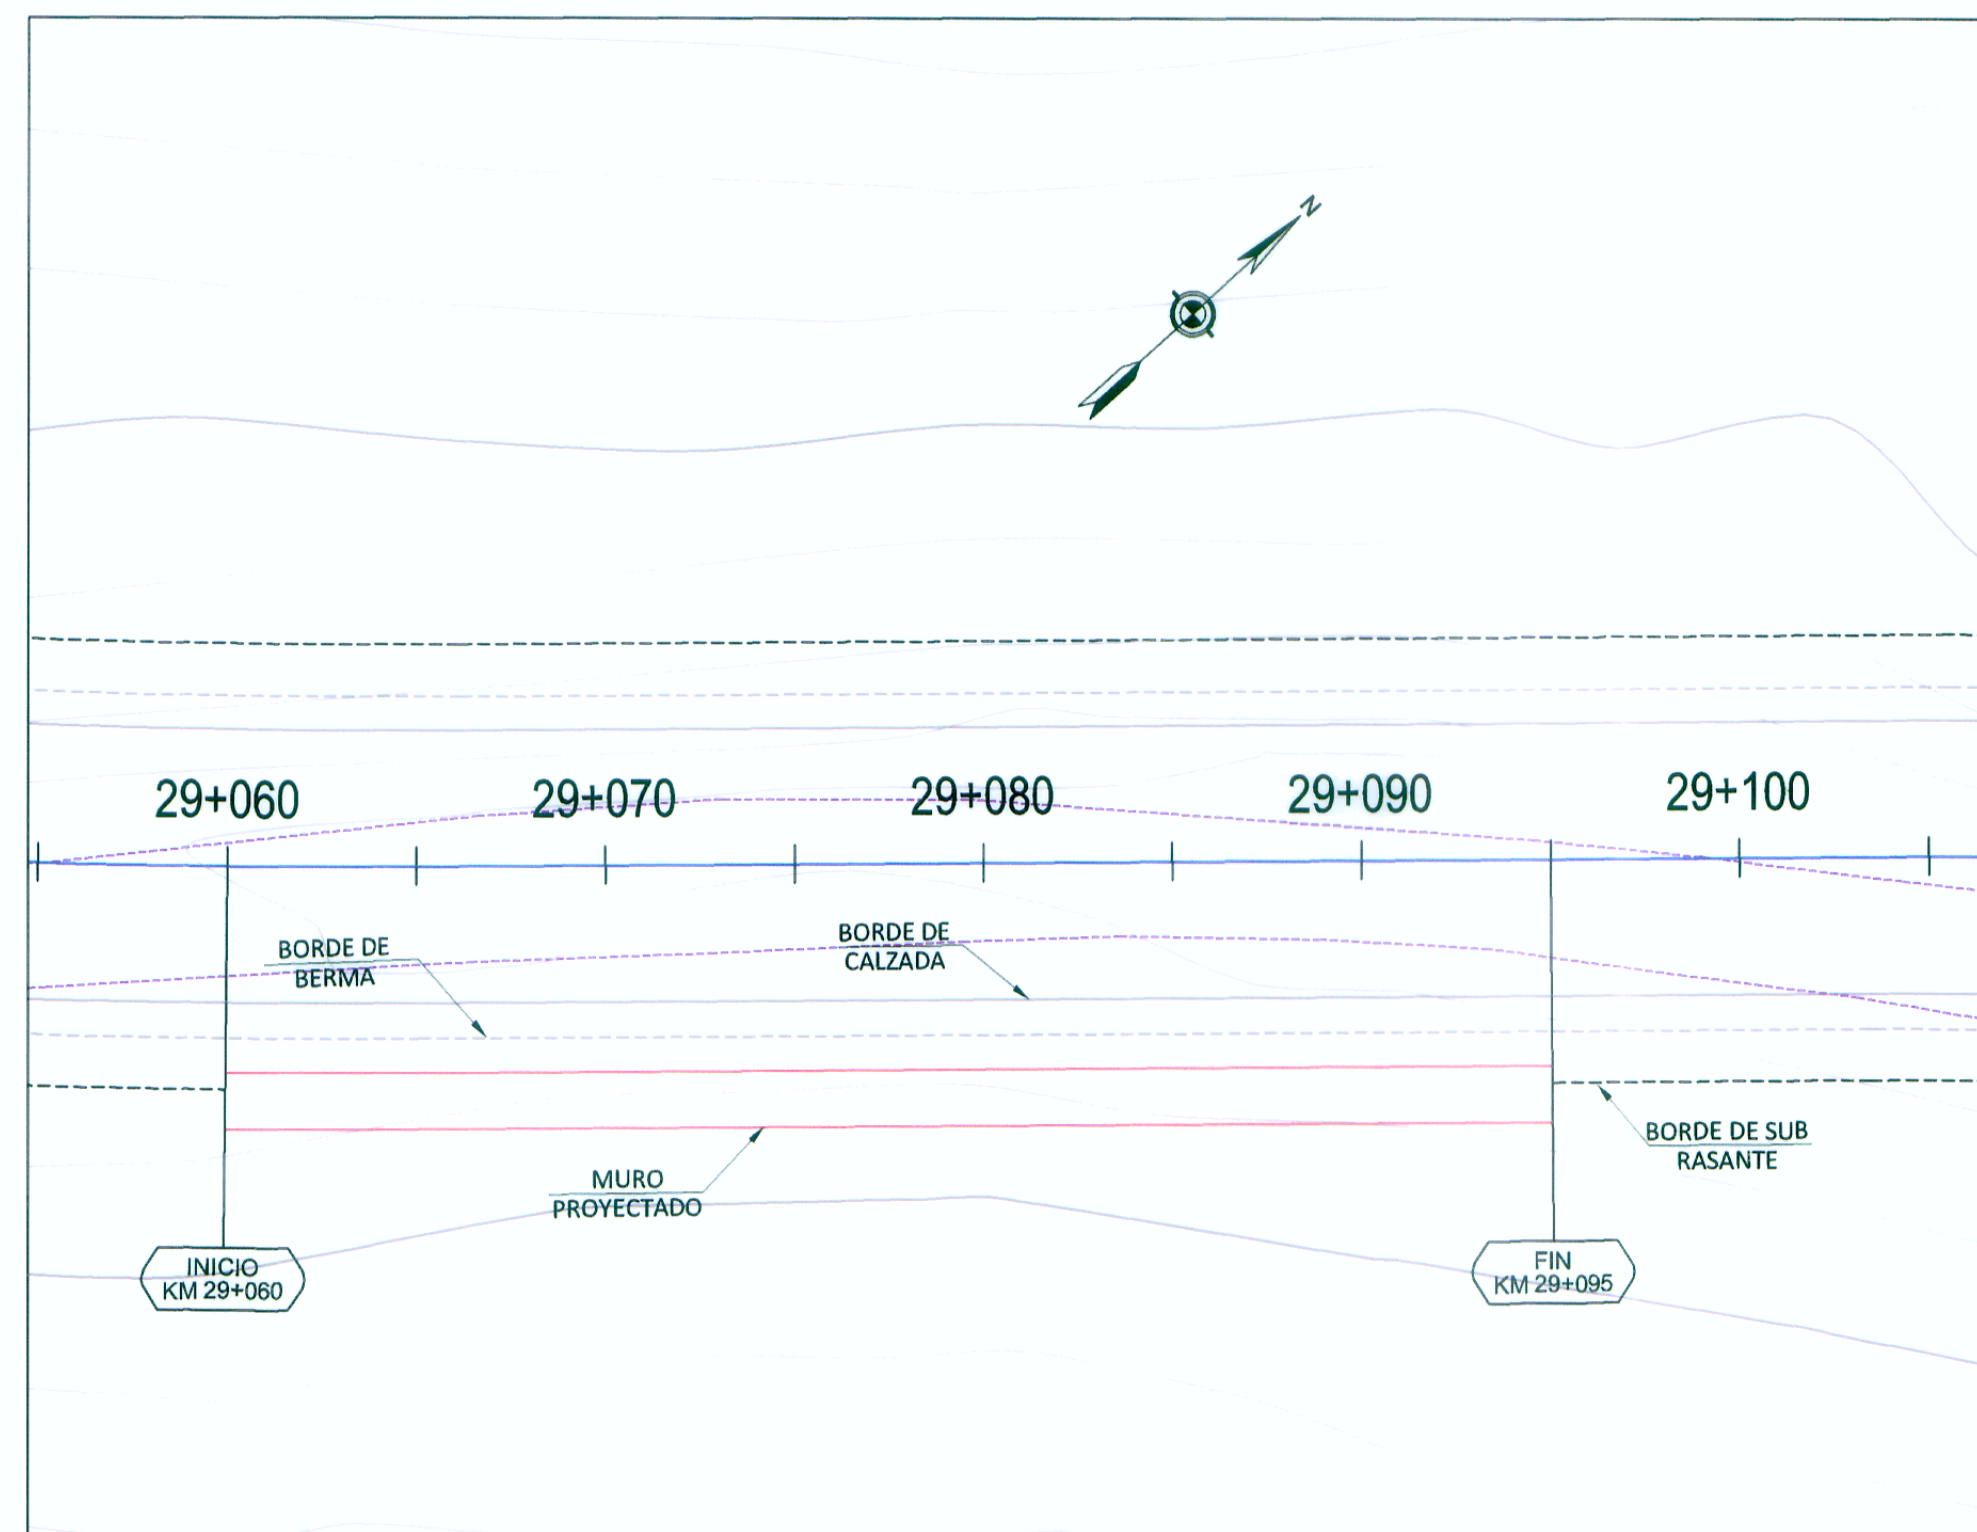 N
29+060
29+070
29+080
29+090
29+100
BORDE DE
BERMA
BORDE DE
CALZADA
BORDE DE SUB
RASANTE
MURO
PROYECTADO
INICIO
KM 29+060
FIN
KM 29+095